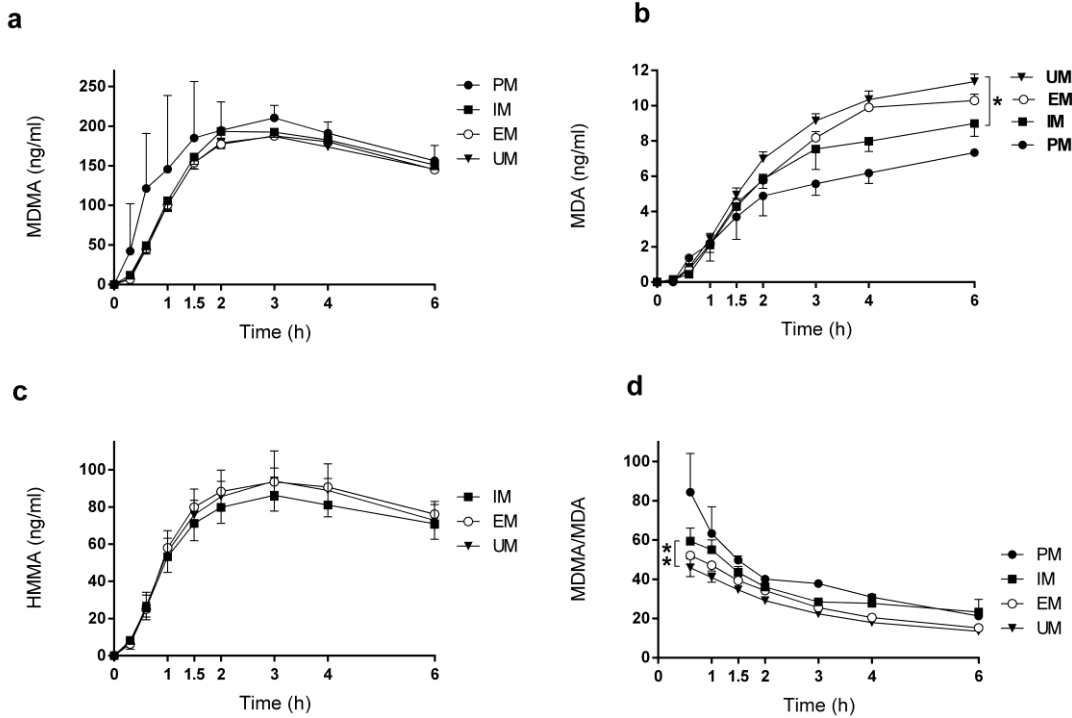 a
MDMA (ng/ml)
250
200
150
100
50
0
0 1 1.5 2 3 4 6
Time (h)
PM
IM
EM
UM
b
MDA (ng/ml)
12
10
8
6
4
2
0
0 1 1.5 2 3 4 6
Time (h)
*
UM
EM
IM
PM
c
HMMA (ng/ml)
100
80
60
40
20
0
0 1 1.5 2 3 4 6
Time (h)
IM
EM
UM
d
MDMA/MDA
100
80
60
40
20
0
**
0 1 1.5 2 3 4 6
Time (h)
PM
IM
EM
UM